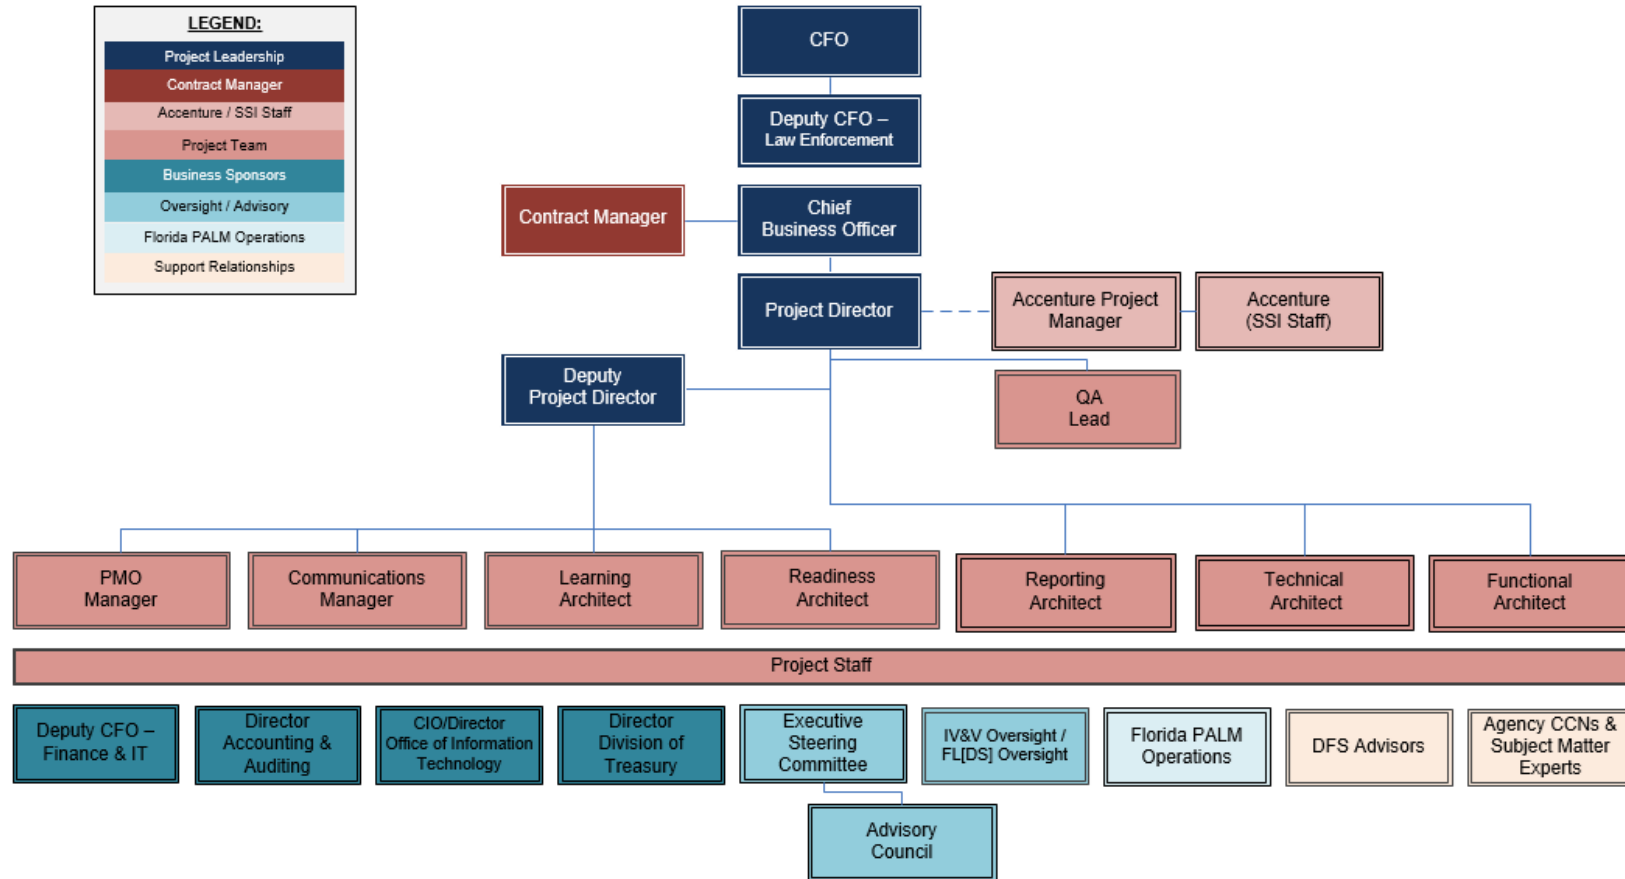 LEGEND:
Project Leadership
Contract Manager
Accenture / SSI Staff
Project Team
Business Sponsors
Oversight / Advisory
Florida PALM Operations
Support Relationships
CFO
Deputy CFO –
Law Enforcement
Contract Manager
Chief
Business Officer
Project Director
Accenture Project
Manager
Accenture
(SSI Staff)
Deputy
Project Director
QA
Lead
PMO
Manager
Communications
Manager
Learning
Architect
Readiness
Architect
Reporting
Architect
Technical
Architect
Functional
Architect
Project Staff
Deputy CFO –
Finance & IT
Director
Accounting &
Auditing
CIO/Director
Office of Information
Technology
Director
Division of
Treasury
Executive
Steering
Committee
IV&V Oversight /
FL[DS] Oversight
Florida PALM
Operations
DFS Advisors
Agency CCNs &
Subject Matter
Experts
Advisory
Council